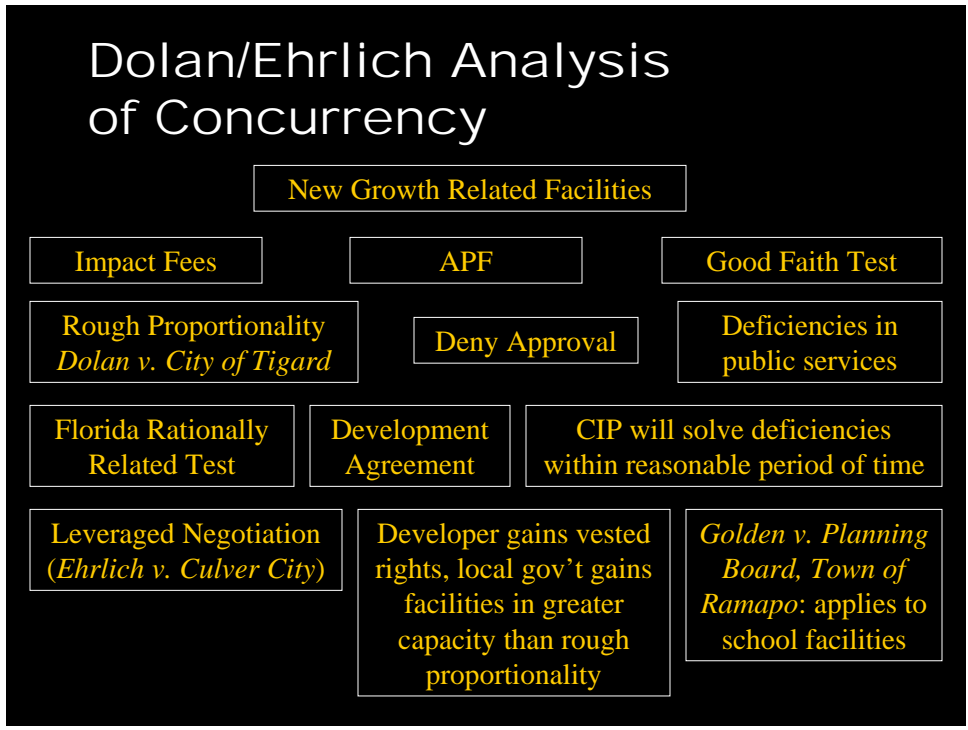 Dolan/Ehrlich Analysis
of Concurrency
New Growth Related Facilities
Impact Fees
APF
Good Faith Test
Rough Proportionality
Dolan v. City of Tigard
Deny Approval
Deficiencies in
public services
Florida Rationally
Related Test
Development
Agreement
CIP will solve deficiencies
within reasonable period of time
Leveraged Negotiation
(Ehrlich v. Culver City)
Developer gains vested
rights, local gov't gains
facilities in greater
capacity than rough
proportionality
Golden v. Planning
Board, Town of
Ramapo: applies to
school facilities